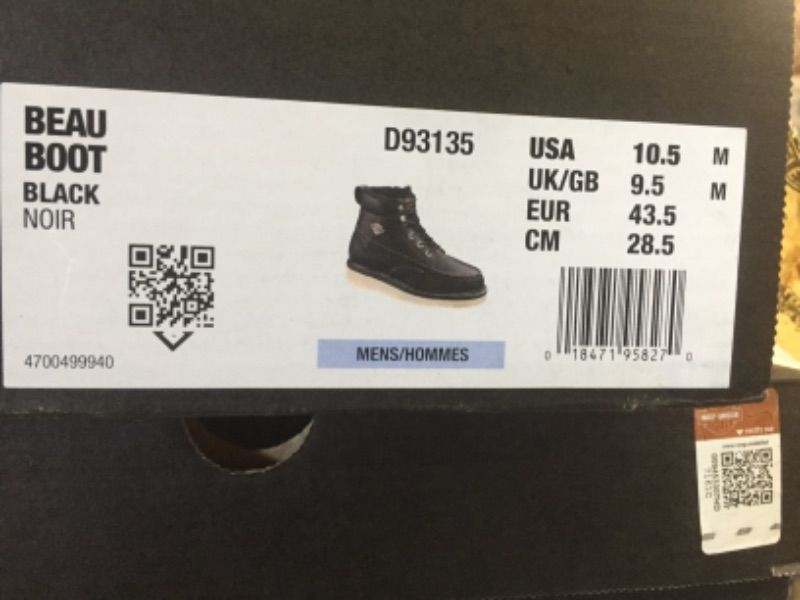 BEAU
BOOT
BLACK
NOIR
4700499940
D93135
MENS/HOMMES
USA 10.5 M
UK/GB 9.5 M
EUR 43.5
CM 28.5
0 18471 95827 0